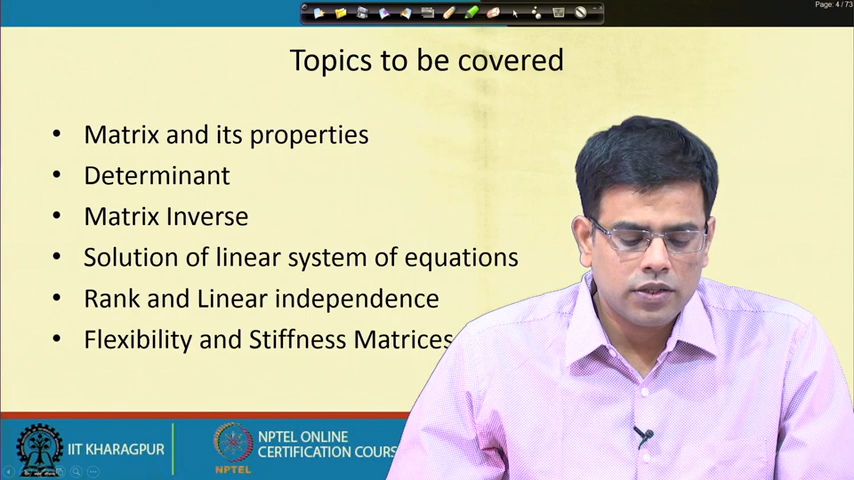 Page: 4 / 73
Topics to be covered
• Matrix and its properties
• Determinant
• Matrix Inverse
• Solution of linear system of equations
• Rank and Linear independence
• Flexibility and Stiffness Matrices
IIT KHARAGPUR
NPTEL
NPTEL ONLINE
CERTIFICATION COURS